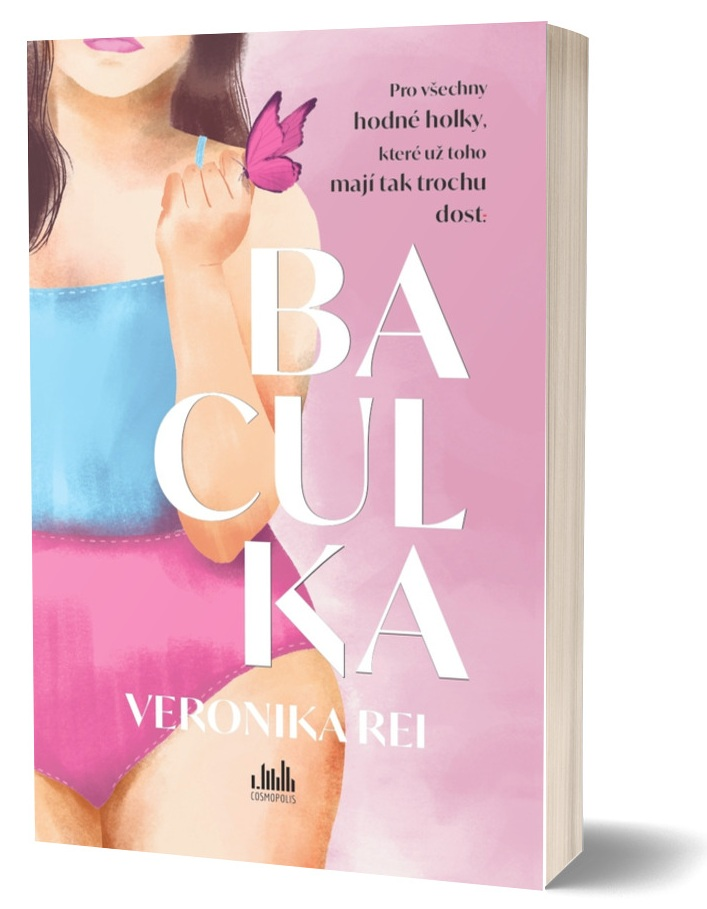 Pro všechny
hodné holky,
které už toho
mají tak trochu
dost.
BA
CUL
KA
VERONIKA REI
COSMOPOLIS